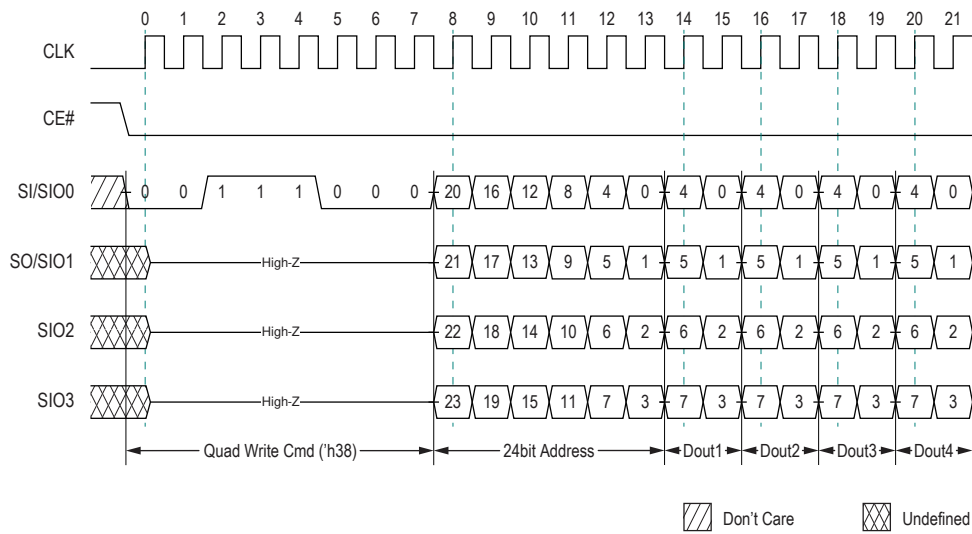 0 1 2 3 4 5 6 7 8 9 10 11 12 13 14 15 16 17 18 19 20 21
CLK
CE#
SI/SIO0 0 0 1 1 1 0 0 0 20 16 12 8 4 0 4 0 4 0 4 0 4 0
SO/SIO1 High-Z 21 17 13 9 5 1 5 1 5 1 5 1 5 1
SIO2 High-Z 22 18 14 10 6 2 6 2 6 2 6 2 6 2
SIO3 High-Z 23 19 15 11 7 3 7 3 7 3 7 3 7 3
Quad Write Cmd ('h38) 24bit Address Dout1 Dout2 Dout3 Dout4
Don't Care Undefined